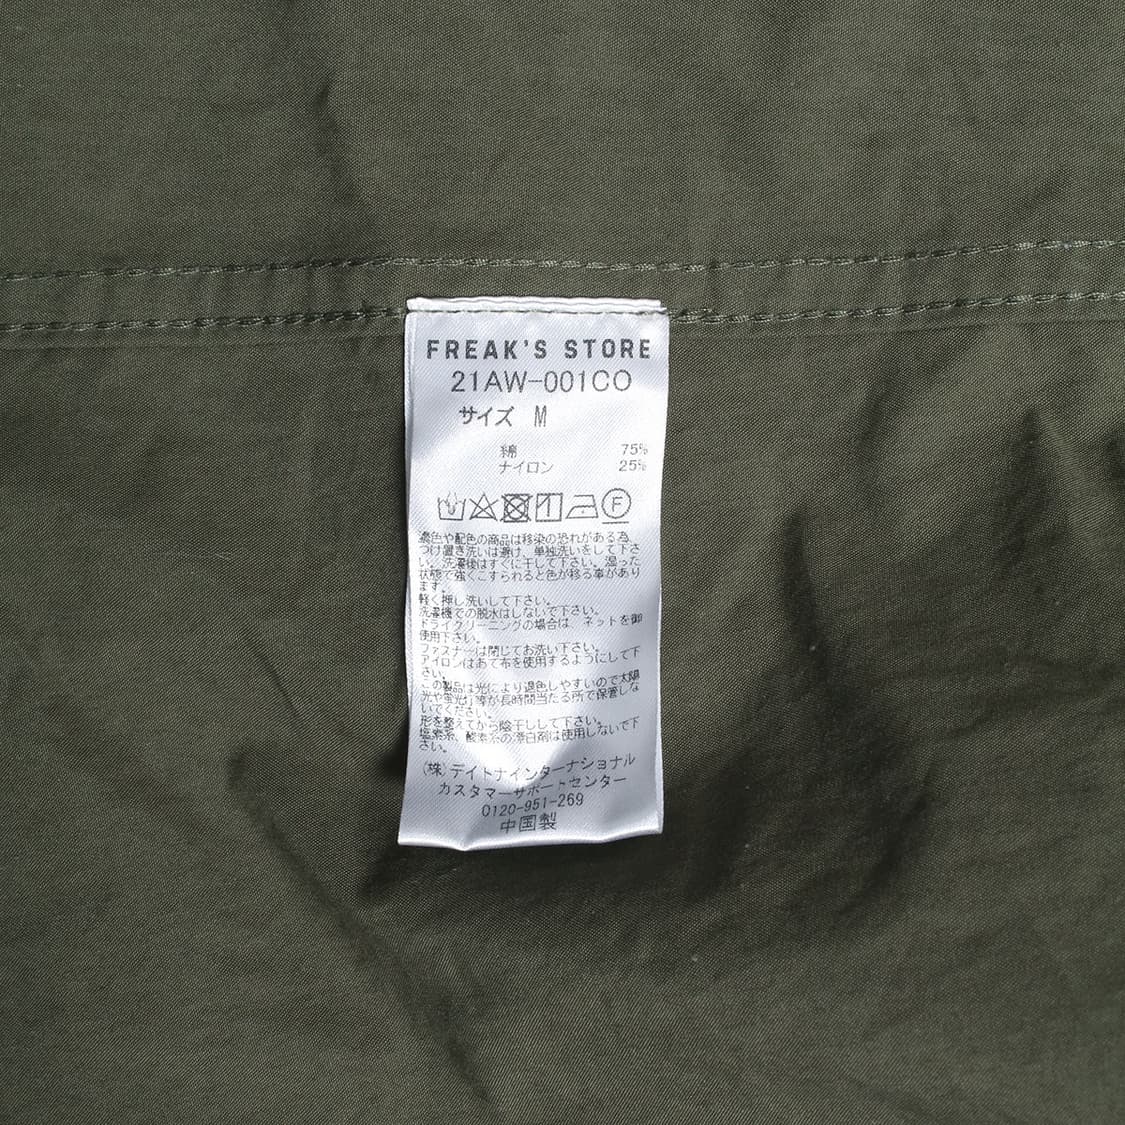 FREAK'S STORE
21AW-001CO
サイズ M
綿 75%
ナイロン 25%
F
濃色や配色の商品は移染の恐れがある為、
つけ置き洗いは避け、単独洗いをして下さ
い。洗濯後はすぐに干して下さい。湿った
状態で強くこすられると色が移る事があり
ます。
軽く押し洗いして下さい。
洗濯機での脱水はしないで下さい。
ドライクリーニングの場合は ネットを御
使用下さい。
ファスナーは閉じてお洗い下さい。
アイロンはあて布を使用するようにして下
さい。
この製品は光により退色しやすいので太陽
光や蛍光灯等が長時間当たる所で保管しな
いでください。
形を整えてから陰干しして下さい。
塩素系、酸素系の漂白剤は使用しないで下
さい。
(株)デイトナインターナショナル
カスタマーサポートセンター
0120-951-269
中国製